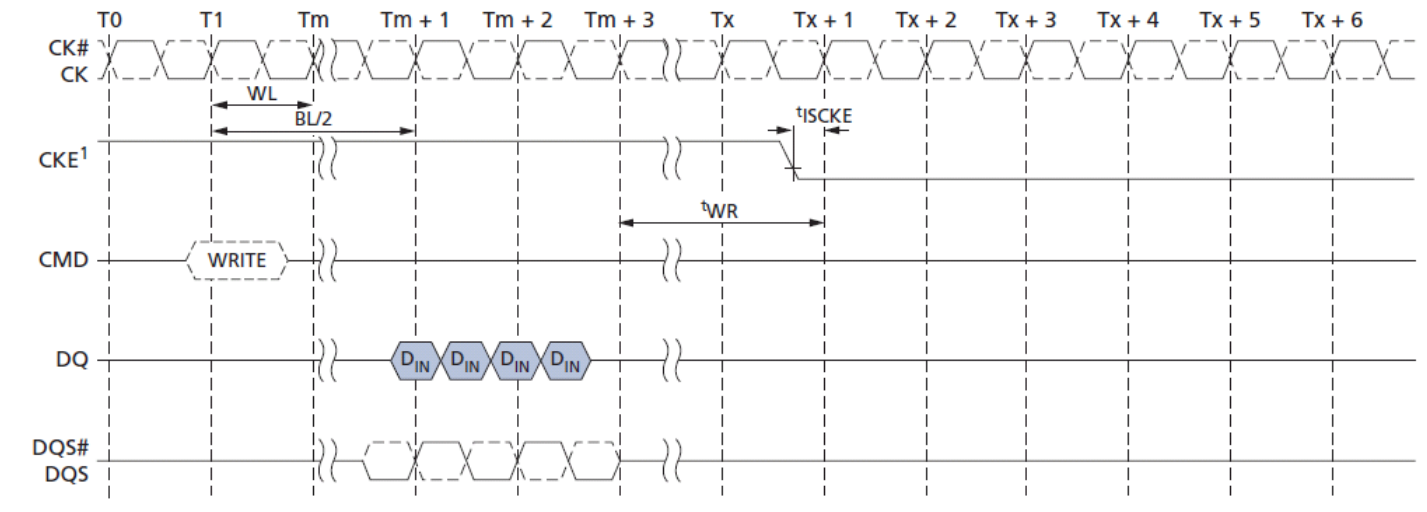 T0 T1 Tm Tm + 1 Tm + 2 Tm + 3 Tx Tx + 1 Tx + 2 Tx + 3 Tx + 4 Tx + 5 Tx + 6
CK#
CK
WL
BL/2
tISCKE
CKE1
tWR
CMD WRITE
DQ DIN DIN DIN DIN
DQS#
DQS